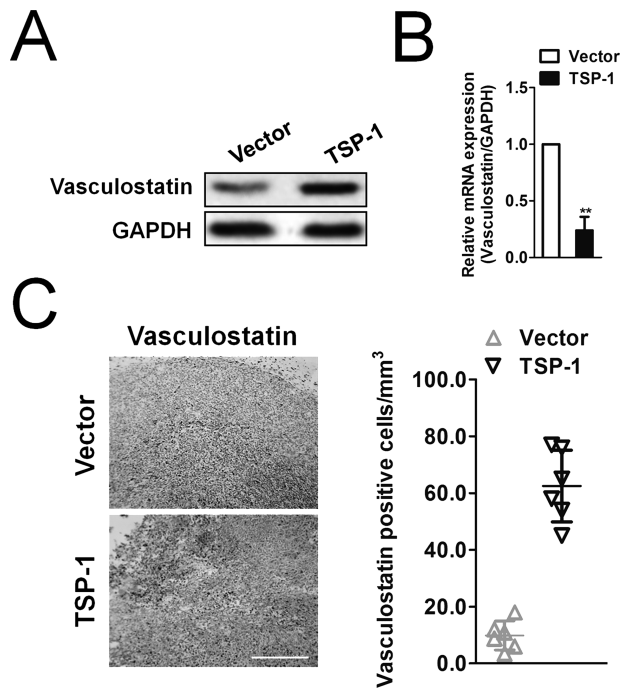 A
Vector
TSP-1
Vasculostatin
GAPDH
B
Vector
TSP-1
Relative mRNA expression
(Vasculostatin/GAPDH)
1.5
1.0
0.5
0.0
**
C
Vasculostatin
Vector
TSP-1
Vector
TSP-1
Vasculostatin positive cells/mm³
100.0
80.0
60.0
40.0
20.0
0.0